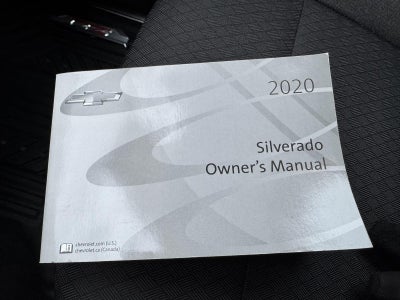 2020
Silverado
Owner's Manual
chevrolet.com (U.S.)
chevrolet.ca (Canada)